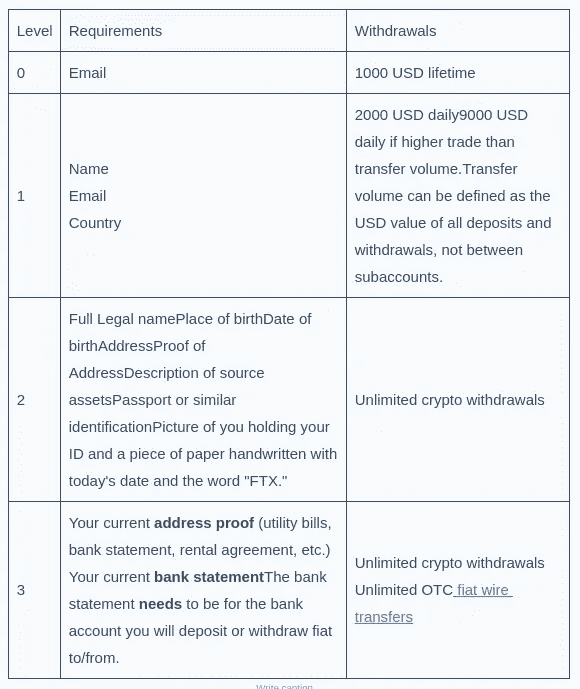 Level Requirements Withdrawals
0 Email 1000 USD lifetime
1
Name
Email
Country
2000 USD daily9000 USD
daily if higher trade than
transfer volume.Transfer
volume can be defined as the
USD value of all deposits and
withdrawals, not between
subaccounts.
2
Full Legal namePlace of birthDate of
birthAddressProof of
AddressDescription of source
assetsPassport or similar
identificationPicture of you holding your
ID and a piece of paper handwritten with
today's date and the word "FTX."
Unlimited crypto withdrawals
3
Your current address proof (utility bills,
bank statement, rental agreement, etc.)
Your current bank statementThe bank
statement needs to be for the bank
account you will deposit or withdraw fiat
to/from.
Unlimited crypto withdrawals
Unlimited OTC fiat wire
transfers
Write caption